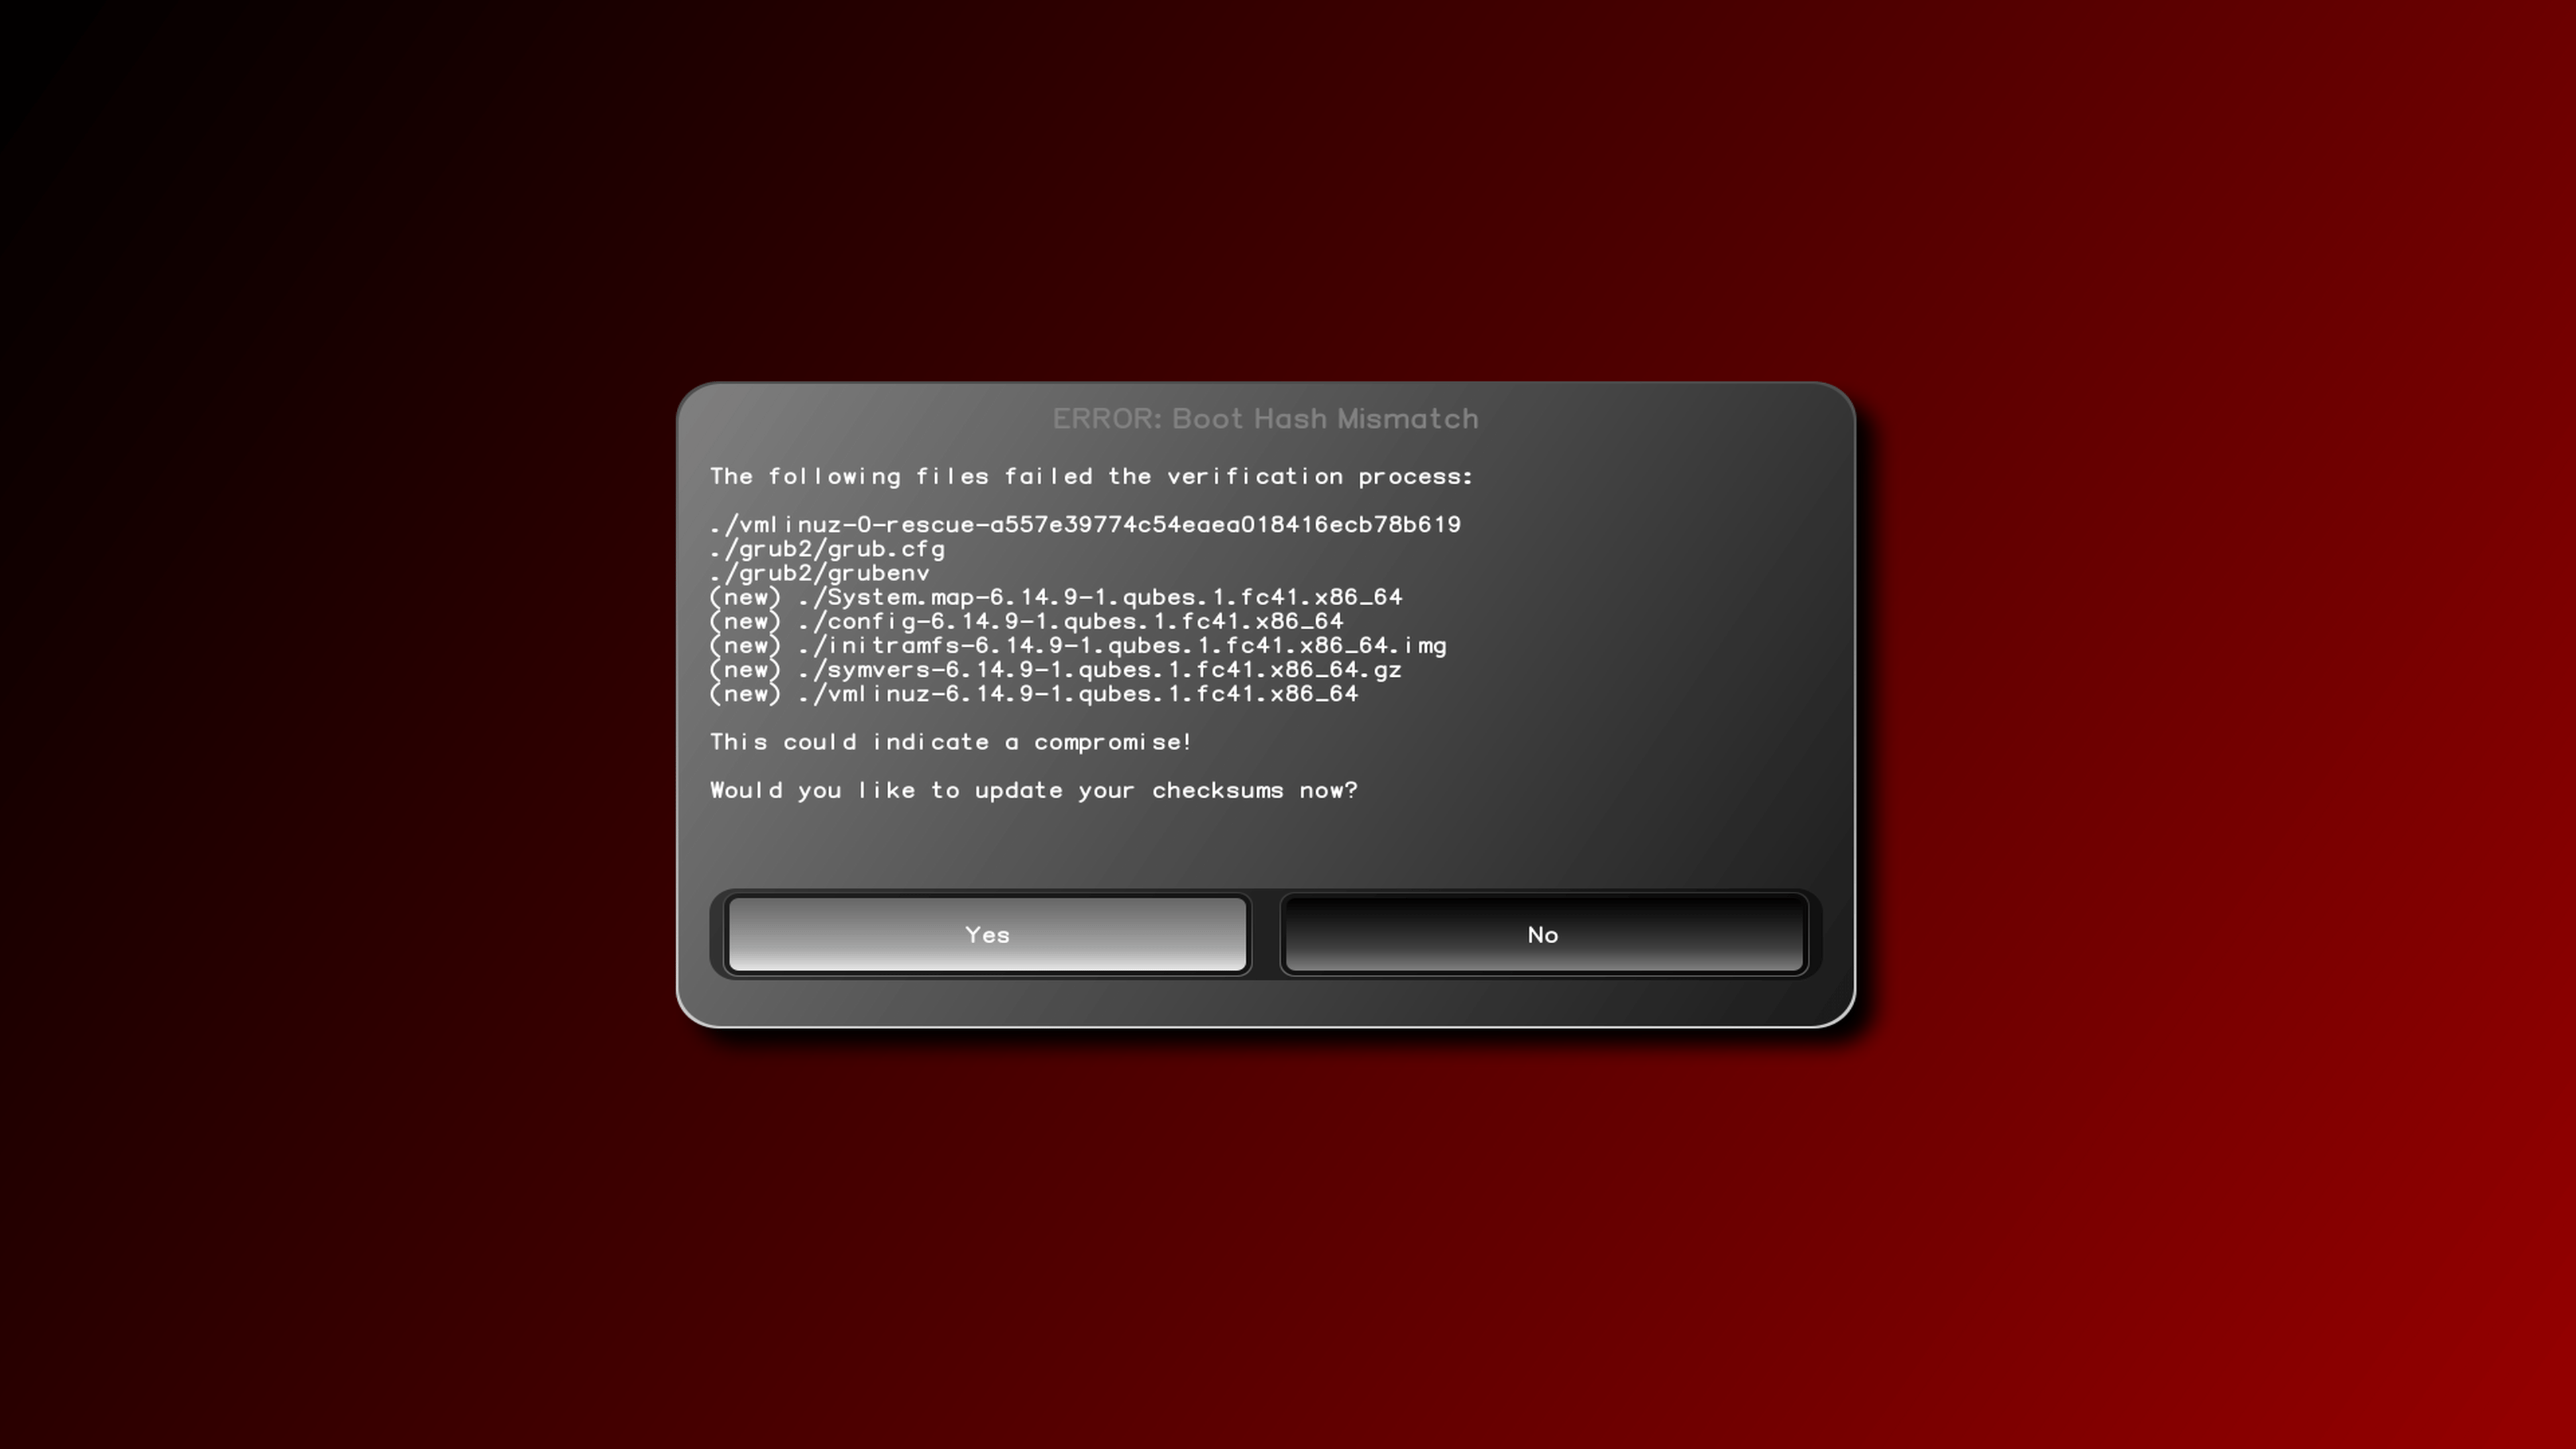 ERROR: Boot Hash Mismatch
The following files failed the verification process:
./vmlinuz-0-rescue-a557e39774c54eaea018416ecb78b619
./grub2/grub.cfg
./grub2/grubenv
(new) ./System.map-6.14.9-1.qubes.1.fc41.x86_64
(new) ./config-6.14.9-1.qubes.1.fc41.x86_64
(new) ./initramfs-6.14.9-1.qubes.1.fc41.x86_64.img
(new) ./symvers-6.14.9-1.qubes.1.fc41.x86_64.gz
(new) ./vmlinuz-6.14.9-1.qubes.1.fc41.x86_64
This could indicate a compromise!
Would you like to update your checksums now?
Yes
No